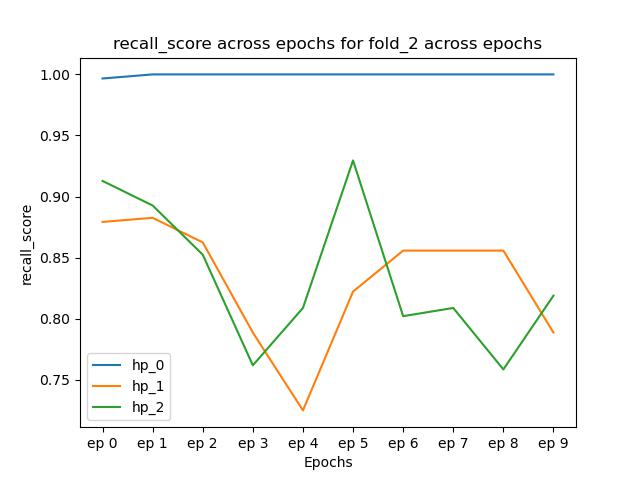 recall_score across epochs for fold_2 across epochs
1.00
0.95
0.90
0.85
0.80
0.75
recall_score
hp_0
hp_1
hp_2
ep 0 ep 1 ep 2 ep 3 ep 4 ep 5 ep 6 ep 7 ep 8 ep 9
Epochs